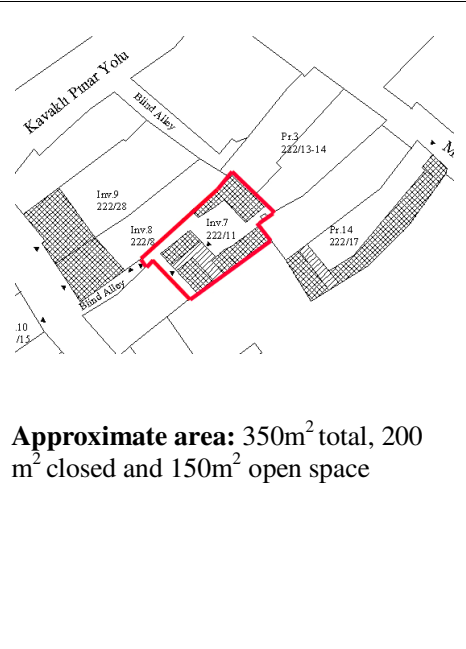 Kavaklı Pınar Yolu
Blind Alley
Pr.3
222/13-14
Inv.9
222/28
Inv.7
222/11
Inv.8
222/8
Pr.14
222/17
Blind Alley
.10
/15
M
Approximate area: 350m² total, 200
m² closed and 150m² open space